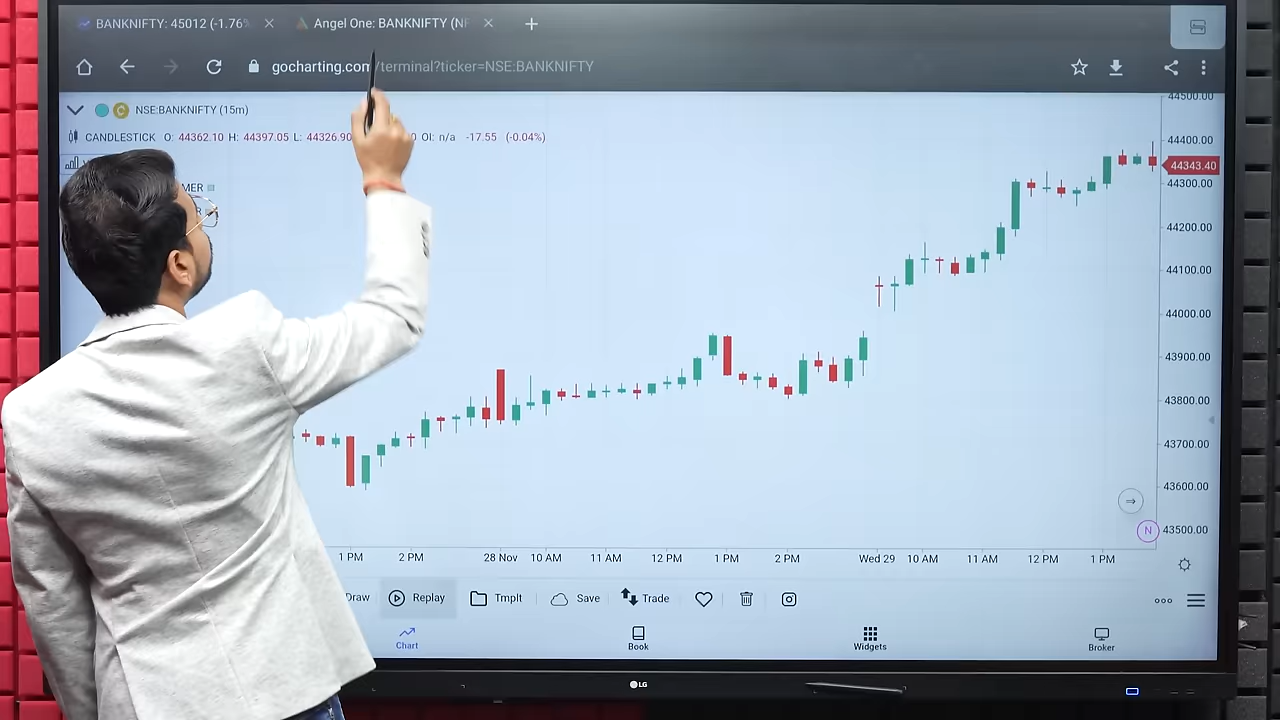 BANKNIFTY: 45012 (-1.76%
Angel One: BANKNIFTY (NF
gocharting.com/terminal?ticker=NSE:BANKNIFTY
NSE:BANKNIFTY (15m)
CANDLESTICK O: 44362.10 H: 44397.05 L: 44326.90 OI: n/a -17.55 (-0.04%)
MER
44500.00
44400.00
44343.40
44300.00
44200.00
44100.00
44000.00
43900.00
43800.00
43700.00
43600.00
43500.00
N
1 PM 2 PM 28 Nov 10 AM 11 AM 12 PM 1 PM 2 PM Wed 29 10 AM 11 AM 12 PM 1 PM
Draw Replay Tmplt Save Trade
Chart Book Widgets Broker
LG